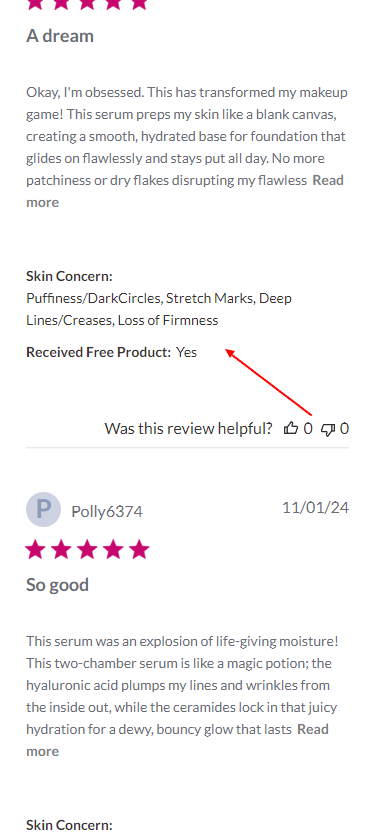 A dream
Okay, I'm obsessed. This has transformed my makeup
game! This serum preps my skin like a blank canvas,
creating a smooth, hydrated base for foundation that
glides on flawlessly and stays put all day. No more
patchiness or dry flakes disrupting my flawless Read
more
Skin Concern:
Puffiness/DarkCircles, Stretch Marks, Deep
Lines/Creases, Loss of Firmness
Received Free Product: Yes
Was this review helpful? 0 0
P Polly6374 11/01/24
So good
This serum was an explosion of life-giving moisture!
This two-chamber serum is like a magic potion; the
hyaluronic acid plumps my lines and wrinkles from
the inside out, while the ceramides lock in that juicy
hydration for a dewy, bouncy glow that lasts Read
more
Skin Concern: